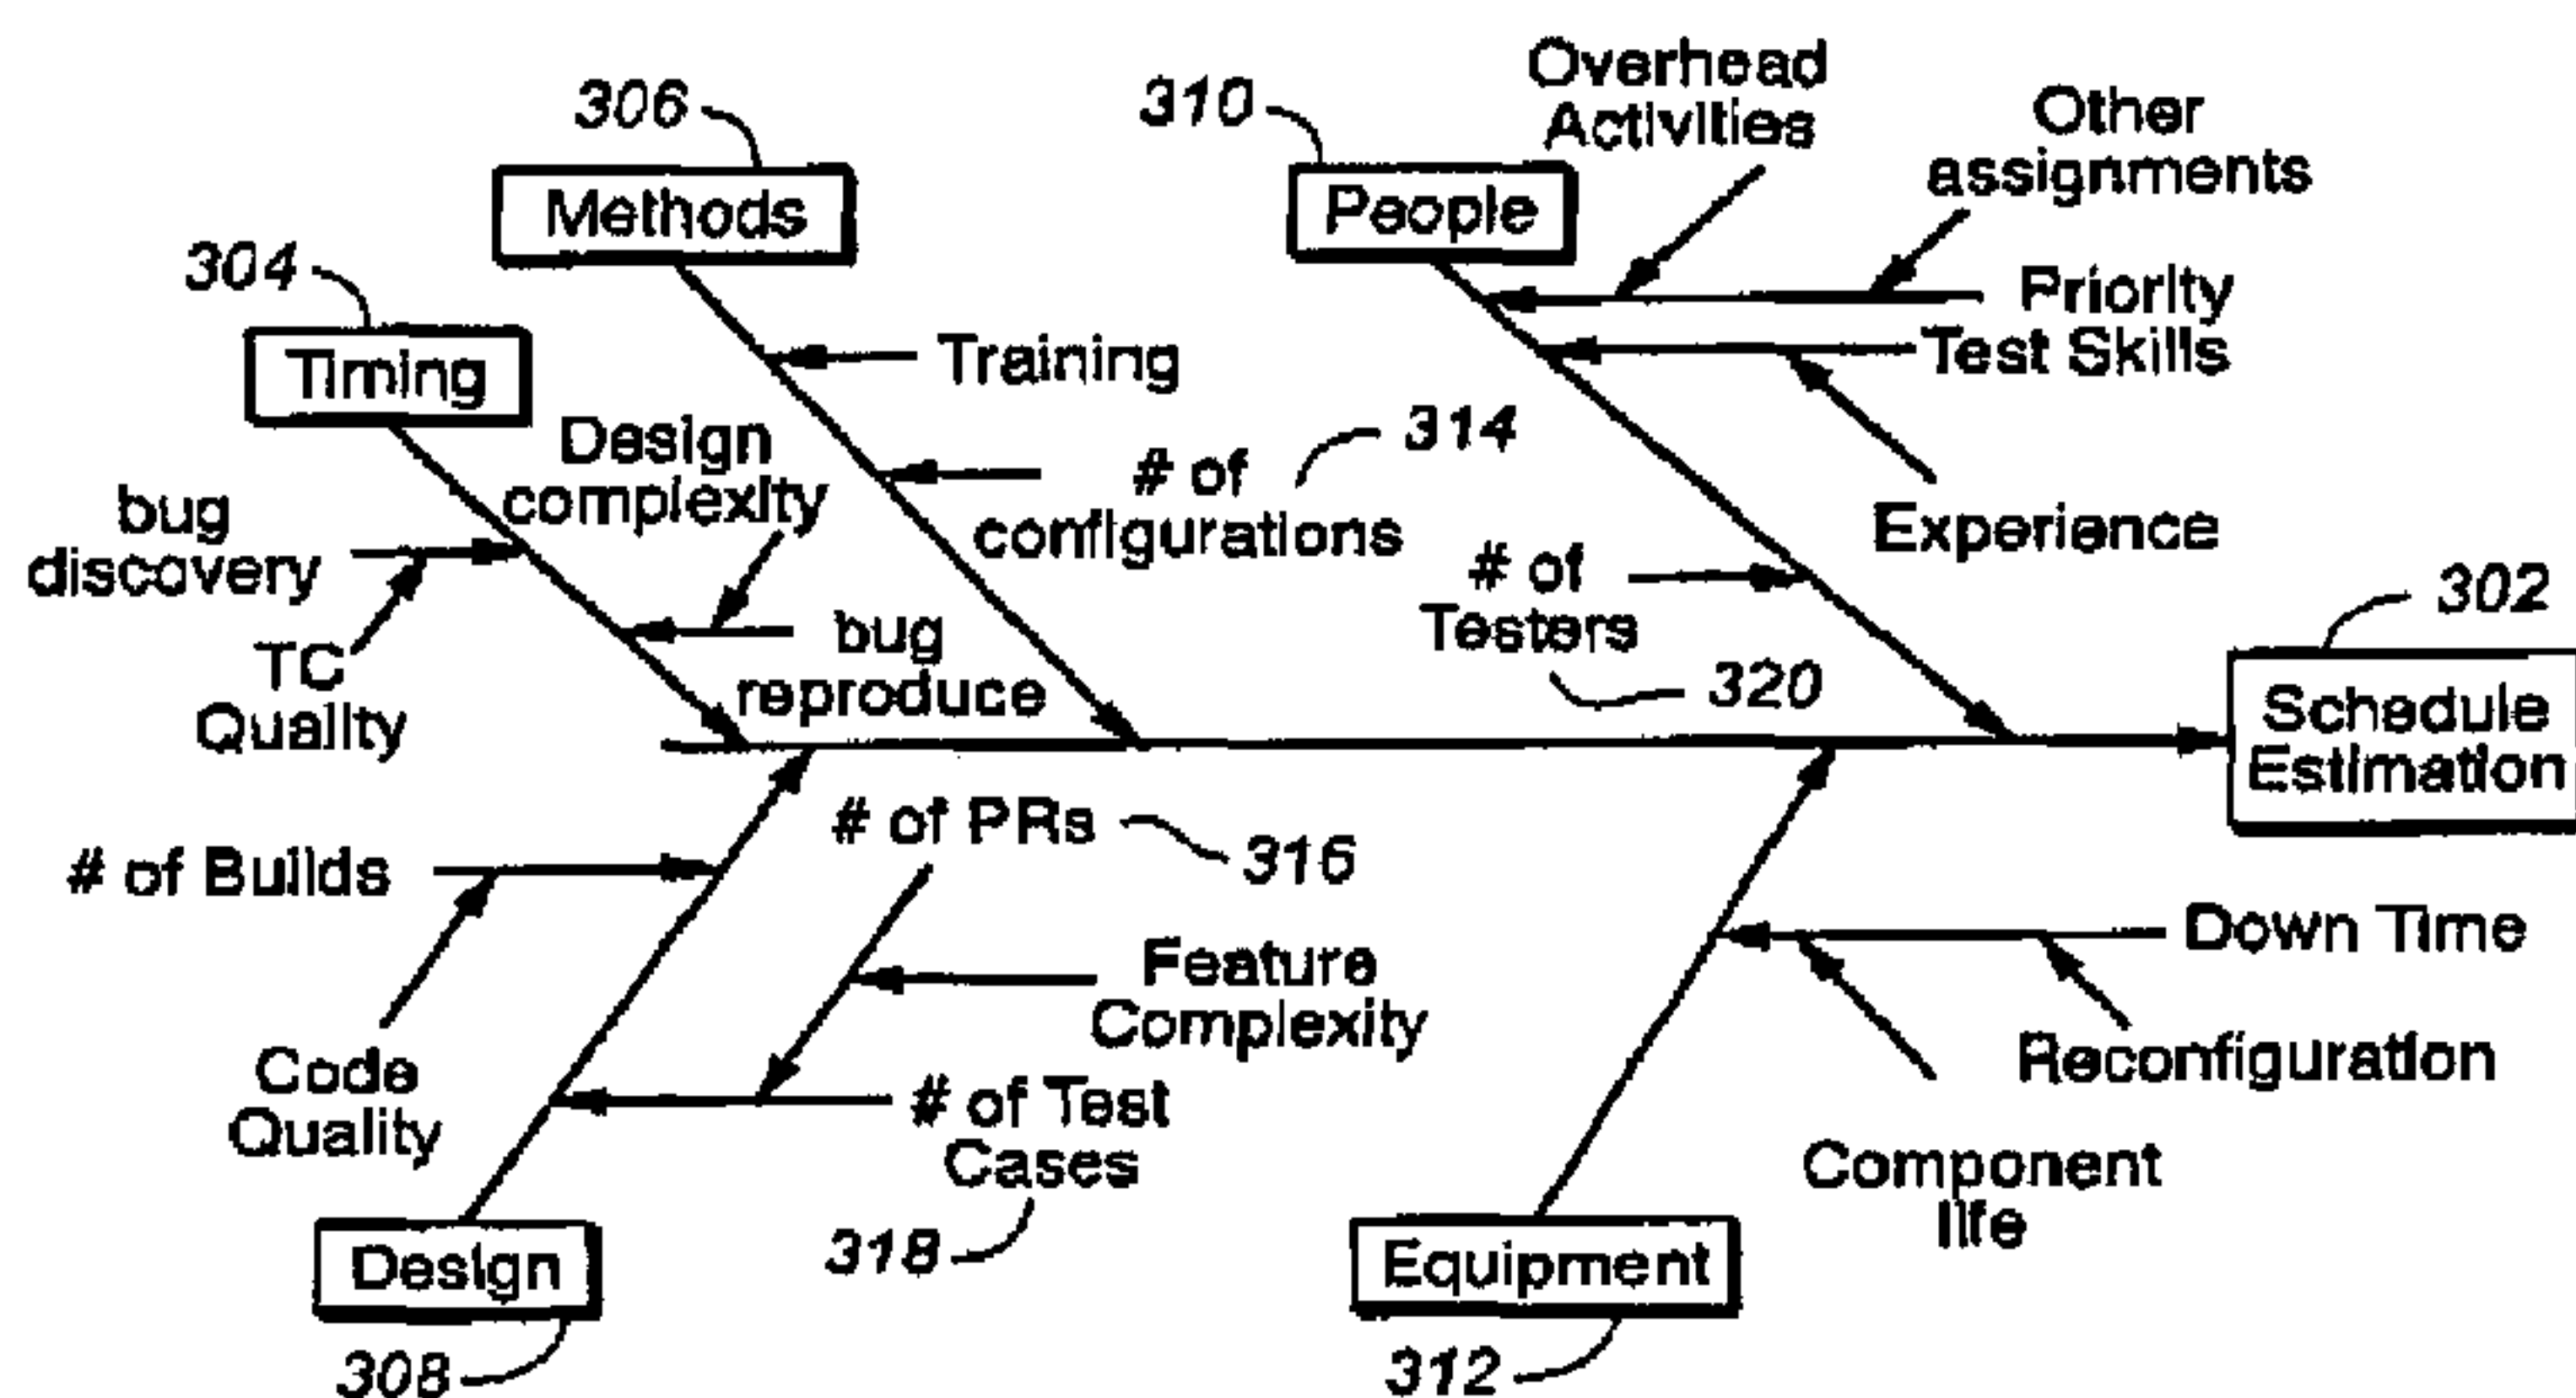 306
Methods
310
People
Overhead
Activities
Other
assignments
304
Timing
Training
Priority
Test Skills
Design
complexity
314
# of
configurations
Experience
bug
discovery
TC
Quality
bug
reproduce
# of
Testers
320
302
Schedule
Estimation
# of Builds
# of PRs
316
Code
Quality
Feature
Complexity
# of Test
Cases
318
Down Time
Reconfiguration
Component
life
Design
308
Equipment
312